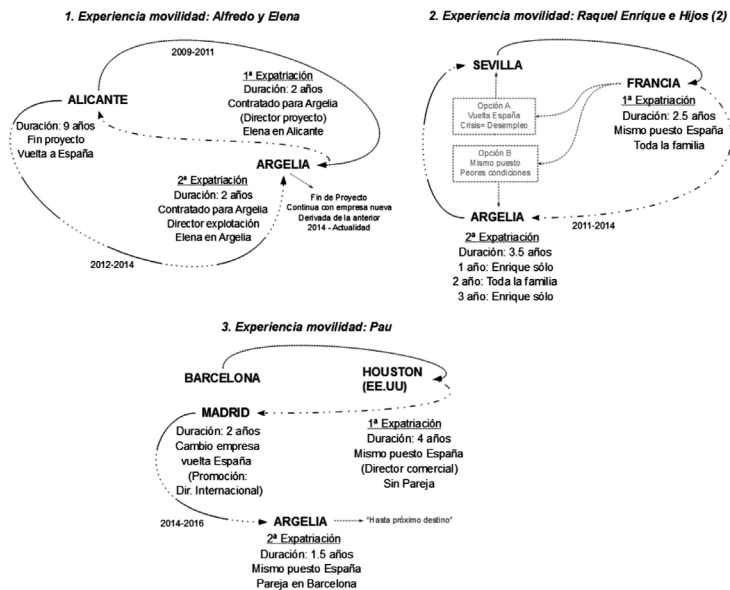 1. Experiencia movilidad: Alfredo y Elena
2009-2011
ALICANTE
Duración: 9 años
Fin proyecto
Vuelta a España
1ª Expatriación
Duración: 2 años
Contratado para Argelia
(Director proyecto)
Elena en Alicante
ARGELIA
2ª Expatriación
Duración: 2 años
Contratado para Argelia
Director explotación
Elena en Argelia
Fin de Proyecto
Continua con empresa nueva
Derivada de la anterior
2014 - Actualidad
2012-2014
2. Experiencia movilidad: Raquel Enrique e Hijos (2)
SEVILLA
FRANCIA
1ª Expatriación
Duración: 2.5 años
Mismo puesto España
Toda la familia
Opción A
Vuelta España
Crisis= Desempleo
Opción B
Mismo puesto
Peores condiciones
ARGELIA
2ª Expatriación
Duración: 3.5 años
1 año: Enrique sólo
2 año: Toda la familia
3 año: Enrique sólo
2011-2014
3. Experiencia movilidad: Pau
BARCELONA
HOUSTON
(EE.UU)
1ª Expatriación
Duración: 4 años
Mismo puesto España
(Director comercial)
Sin Pareja
MADRID
Duración: 2 años
Cambio empresa
vuelta España
(Promoción:
Dir. Internacional)
2014-2016
ARGELIA
"Hasta próximo destino"
2ª Expatriación
Duración: 1.5 años
Mismo puesto España
Pareja en Barcelona